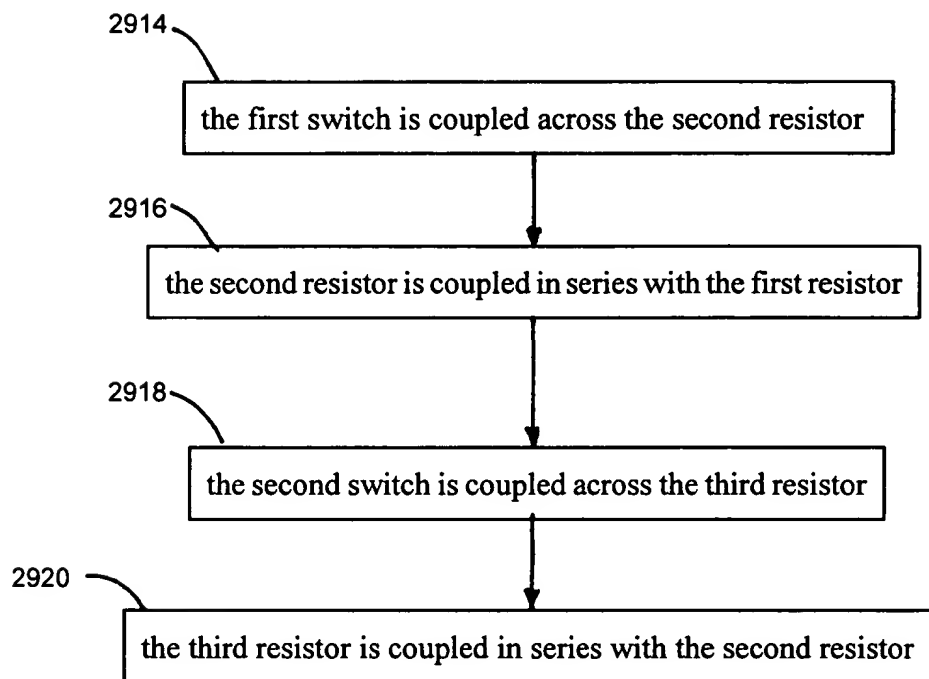 2914
the first switch is coupled across the second resistor
2916
the second resistor is coupled in series with the first resistor
2918
the second switch is coupled across the third resistor
2920
the third resistor is coupled in series with the second resistor